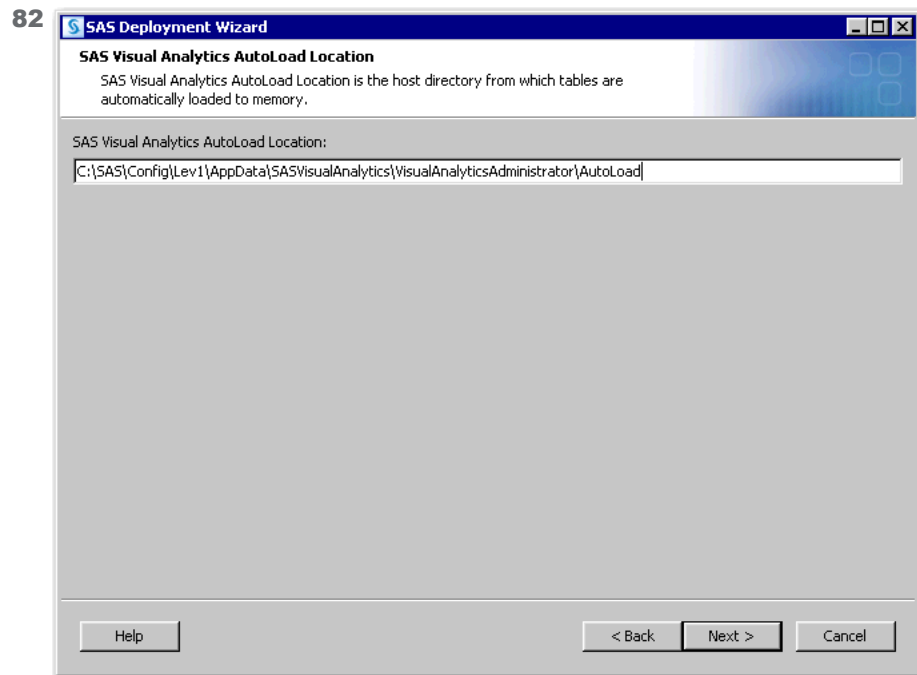 82
SAS Deployment Wizard
SAS Visual Analytics AutoLoad Location
SAS Visual Analytics AutoLoad Location is the host directory from which tables are
automatically loaded to memory.
SAS Visual Analytics AutoLoad Location:
C:\SAS\Config\Lev1\AppData\SASVisualAnalytics\VisualAnalyticsAdministrator\AutoLoad
Help
< Back
Next >
Cancel